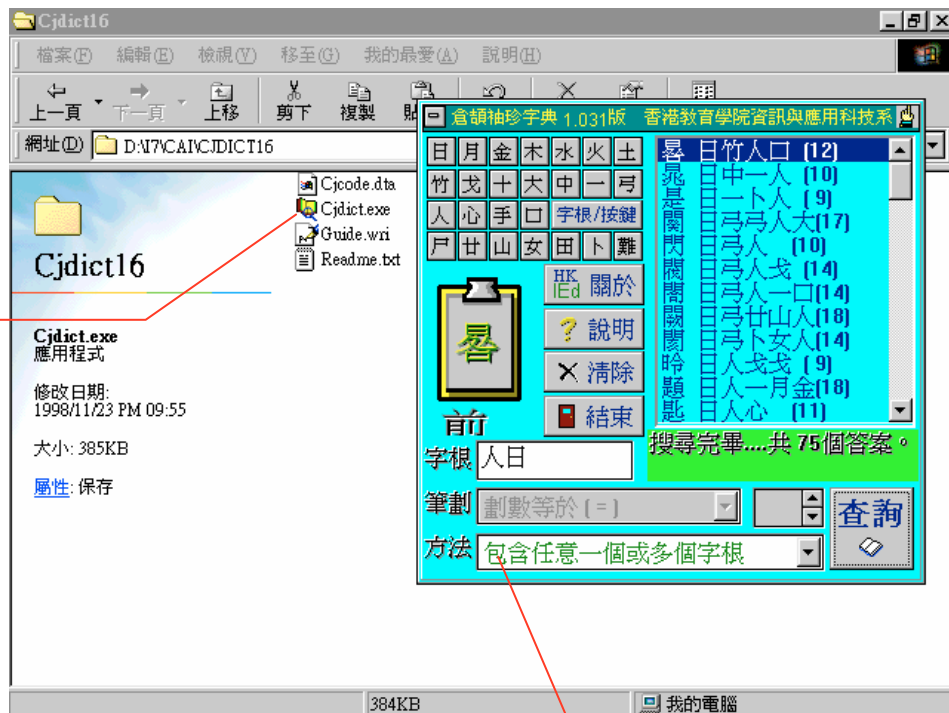 Cjdict16
檔案(F) 編輯(E) 檢視(V) 移至(G) 我的最愛(A) 說明(H)
上一頁 下一頁 上移 剪下 複製 貼
網址(D) D:\I7\CAI\CJDICT16
Cjdict16
Cjdict.exe
應用程式
修改日期:
1998/11/23 PM 09:55
大小: 385KB
屬性: 保存
Cjcode.dta
Cjdict.exe
Guide.wri
Readme.txt
倉頡袖珍字典 1.031版 香港教育學院資訊與應用科技系
日 月 金 木 水 火 土
竹 戈 十 大 中 一 弓
人 心 手 口 字根/按鍵
尸 廿 山 女 田 卜 難
晷
前
HK IEd 關於
? 說明
清除
結束
晷 日竹人口 (12)
晁 日中一人 (10)
是 日一卜人 (9)
闋 日弓弓人大(17)
閃 日弓人 (10)
閥 日弓人戈 (14)
閤 日弓人一口(14)
闕 日弓廿山人(18)
閡 日弓卜女人(14)
昤 日人戈戈 (9)
題 日人一月金(18)
匙 日人心 (11)
搜尋完畢....共 75個答案。
字根 人日
筆劃 劃數等於 ( = )
查詢
方法 包含任意一個或多個字根
384KB
我的電腦